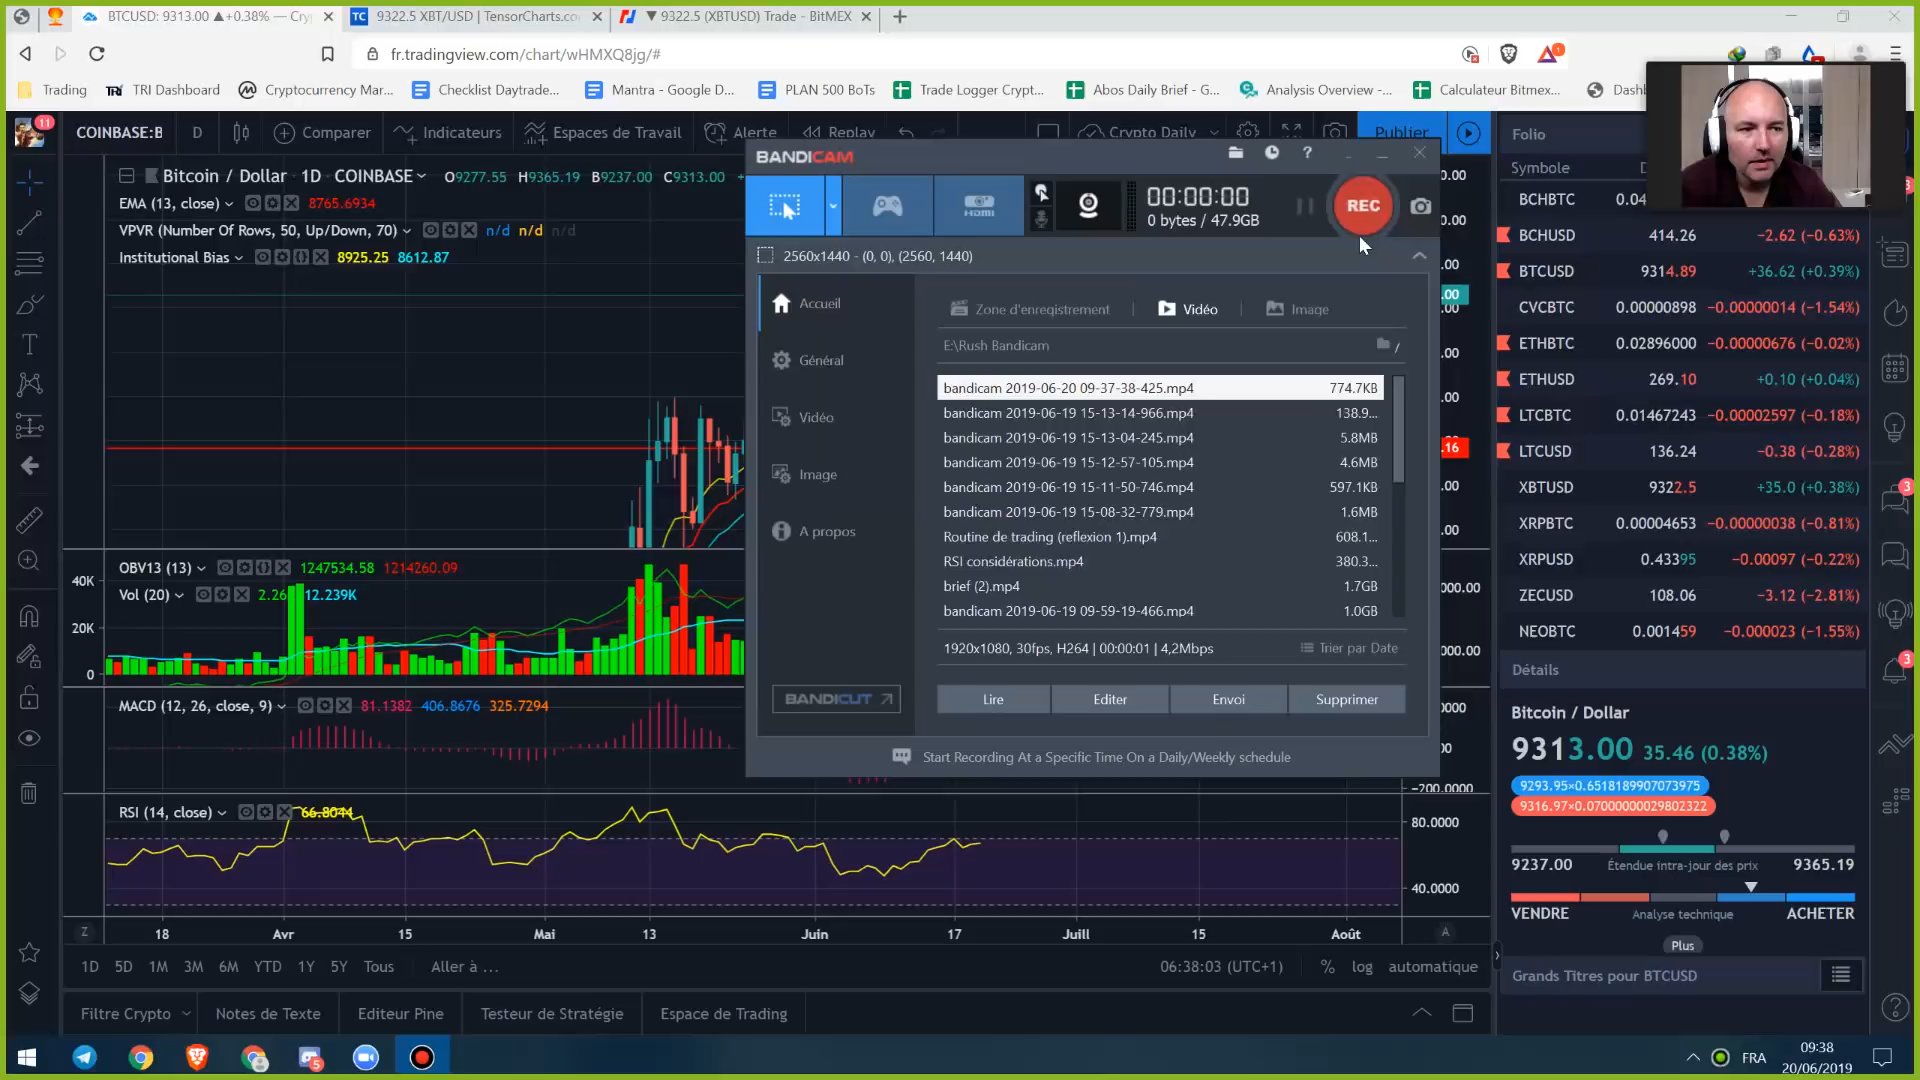 BTCUSD: 9313.00 ▲+0.38% — Cry
9322.5 XBT/USD | TensorCharts.co
▼ 9322.5 (XBTUSD) Trade - BitMEX
fr.tradingview.com/chart/wHMXQ8jg/#
Trading
TRI Dashboard
Cryptocurrency Mar...
Checklist Daytrade...
Mantra - Google D...
PLAN 500 BoTs
Trade Logger Crypt...
Abos Daily Brief - G...
Analysis Overview -...
Calculateur Bitmex...
Dashl
11
COINBASE:B
D
Comparer
Indicateurs
Espaces de Travail
Alerte
Replay
Crypto Daily
Publier
Bitcoin / Dollar · 1D · COINBASE
O9277.55 H9365.19 B9237.00 C9313.00
EMA (13, close) 8765.6934
VPVR (Number Of Rows, 50, Up/Down, 70) n/d n/d n/d
Institutional Bias 8925.25 8612.87
BANDICAM
00:00:00
0 bytes / 47.9GB
REC
HDMI
2560x1440 - (0, 0), (2560, 1440)
Accueil
Général
Vidéo
Image
A propos
BANDICUT
Zone d'enregistrement
Vidéo
Image
E:\Rush Bandicam
bandicam 2019-06-20 09-37-38-425.mp4 774.7KB
bandicam 2019-06-19 15-13-14-966.mp4 138.9...
bandicam 2019-06-19 15-13-04-245.mp4 5.8MB
bandicam 2019-06-19 15-12-57-105.mp4 4.6MB
bandicam 2019-06-19 15-11-50-746.mp4 597.1KB
bandicam 2019-06-19 15-08-32-779.mp4 1.6MB
Routine de trading (reflexion 1).mp4 608.1...
RSI considérations.mp4 380.3...
brief (2).mp4 1.7GB
bandicam 2019-06-19 09-59-19-466.mp4 1.0GB
1920x1080, 30fps, H264 | 00:00:01 | 4,2Mbps
Trier par Date
Lire
Editer
Envoi
Supprimer
Start Recording At a Specific Time On a Daily/Weekly schedule
OBV13 (13) 1247534.58 1214260.09
Vol (20) 2.26 12.239K
40K
20K
0
MACD (12, 26, close, 9) 81.1382 406.8676 325.7294
−700.0000
RSI (14, close) 66.8044
80.0000
40.0000
Z
18
Avr
15
Mai
13
Juin
17
Juill
15
Août
A
1D 5D 1M 3M 6M YTD 1Y 5Y Tous
Aller à ...
06:38:03 (UTC+1)
% log automatique
Filtre Crypto
Notes de Texte
Editeur Pine
Testeur de Stratégie
Espace de Trading
Folio
Symbole
BCHBTC 0.04
BCHUSD 414.26 −2.62 (−0.63%)
BTCUSD 9314.89 +36.62 (+0.39%)
CVCBTC 0.00000898 −0.00000014 (−1.54%)
ETHBTC 0.02896000 −0.00000676 (−0.02%)
ETHUSD 269.10 +0.10 (+0.04%)
LTCBTC 0.01467243 −0.00002597 (−0.18%)
LTCUSD 136.24 −0.38 (−0.28%)
XBTUSD 9322.5 +35.0 (+0.38%)
XRPBTC 0.00004653 −0.00000038 (−0.81%)
XRPUSD 0.43395 −0.00097 (−0.22%)
ZECUSD 108.06 −3.12 (−2.81%)
NEOBTC 0.001459 −0.000023 (−1.55%)
Détails
Bitcoin / Dollar
9313.00 35.46 (0.38%)
9293.95×0.6518189907073975
9316.97×0.07000000029802322
9237.00 Étendue intra-jour des prix 9365.19
VENDRE Analyse technique ACHETER
Plus
Grands Titres pour BTCUSD
3
3
5
FRA
09:38
20/06/2019